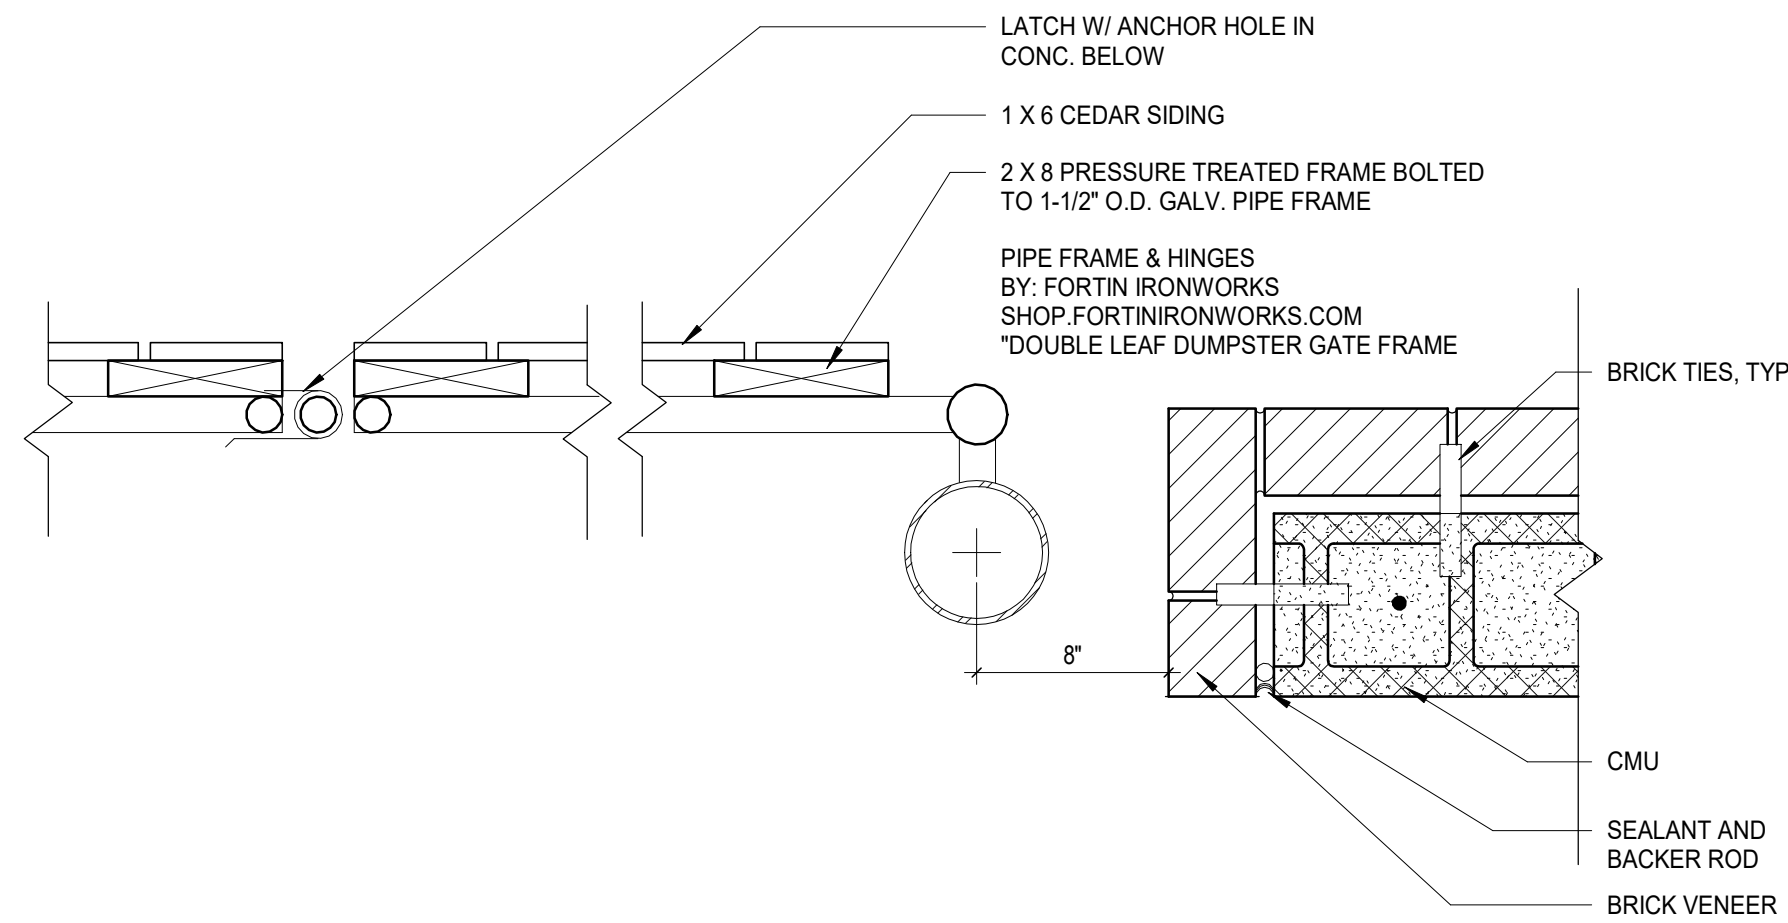 LATCH W/ ANCHOR HOLE IN
CONC. BELOW
1 X 6 CEDAR SIDING
2 X 8 PRESSURE TREATED FRAME BOLTED
TO 1-1/2" O.D. GALV. PIPE FRAME
PIPE FRAME & HINGES
BY: FORTIN IRONWORKS
SHOP.FORTINIRONWORKS.COM
"DOUBLE LEAF DUMPSTER GATE FRAME
BRICK TIES, TYP
8"
CMU
SEALANT AND
BACKER ROD
BRICK VENEER